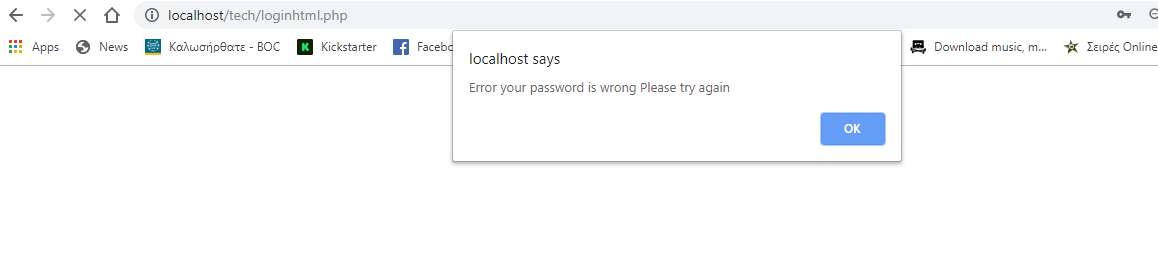 localhost/tech/loginhtml.php
Apps News Καλωσήρθατε - BOC Kickstarter Facebo Download music, m... Σειρές Online
localhost says
Error your password is wrong Please try again
OK